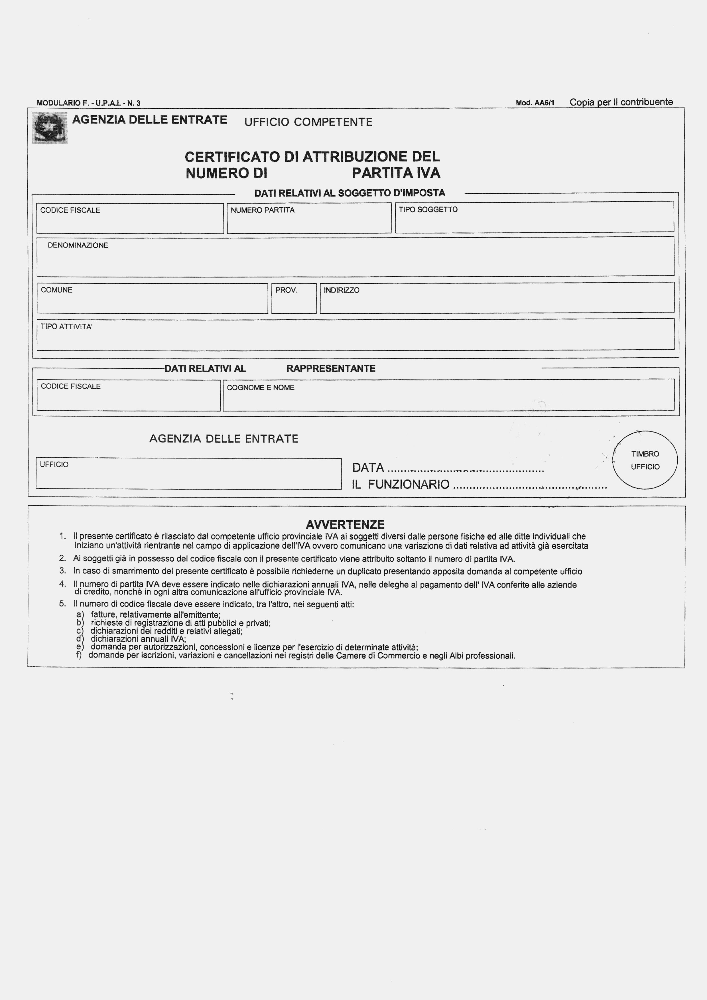 MODULARIO F. - U.P.A.I. - N. 3
Mod. AA6/1 Copia per il contribuente
AGENZIA DELLE ENTRATE UFFICIO COMPETENTE
CERTIFICATO DI ATTRIBUZIONE DEL
NUMERO DI PARTITA IVA
DATI RELATIVI AL SOGGETTO D'IMPOSTA
CODICE FISCALE
NUMERO PARTITA
TIPO SOGGETTO
DENOMINAZIONE
COMUNE
PROV.
INDIRIZZO
TIPO ATTIVITA'
DATI RELATIVI AL RAPPRESENTANTE
CODICE FISCALE
COGNOME E NOME
AGENZIA DELLE ENTRATE
UFFICIO
DATA
IL FUNZIONARIO
TIMBRO
UFFICIO
AVVERTENZE
1. Il presente certificato è rilasciato dal competente ufficio provinciale IVA ai soggetti diversi dalle persone fisiche ed alle ditte individuali che
iniziano un'attività rientrante nel campo di applicazione dell'IVA ovvero comunicano una variazione di dati relativa ad attività già esercitata
2. Ai soggetti già in possesso del codice fiscale con il presente certificato viene attribuito soltanto il numero di partita IVA.
3. In caso di smarrimento del presente certificato è possibile richiederne un duplicato presentando apposita domanda al competente ufficio
4. Il numero di partita IVA deve essere indicato nelle dichiarazioni annuali IVA, nelle deleghe al pagamento dell' IVA conferite alle aziende
di credito, nonchè in ogni altra comunicazione all'ufficio provinciale IVA.
5. Il numero di codice fiscale deve essere indicato, tra l'altro, nei seguenti atti:
a) fatture, relativamente all'emittente;
b) richieste di registrazione di atti pubblici e privati;
c) dichiarazioni dei redditi e relativi allegati;
d) dichiarazioni annuali IVA;
e) domanda per autorizzazioni, concessioni e licenze per l'esercizio di determinate attività;
f) domande per iscrizioni, variazioni e cancellazioni nei registri delle Camere di Commercio e negli Albi professionali.